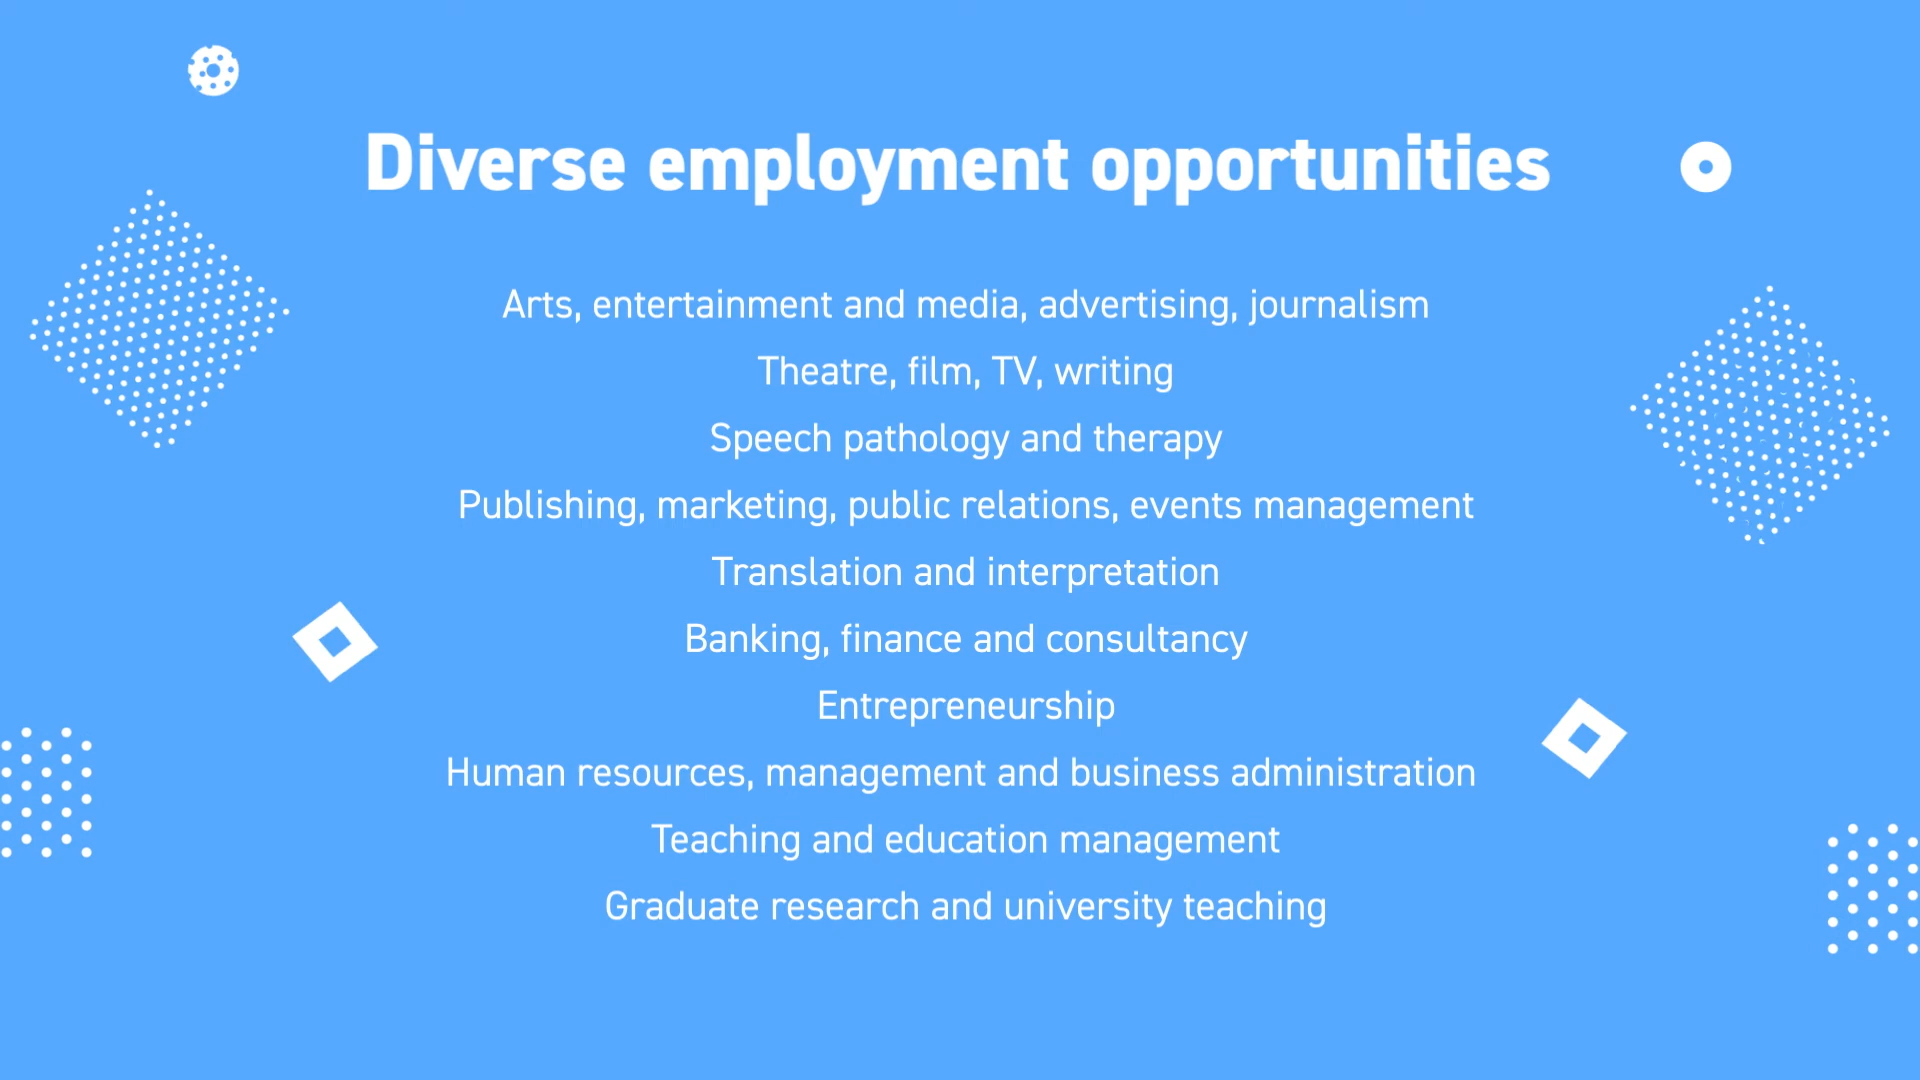 Diverse employment opportunities
Arts, entertainment and media, advertising, journalism
Theatre, film, TV, writing
Speech pathology and therapy
Publishing, marketing, public relations, events management
Translation and interpretation
Banking, finance and consultancy
Entrepreneurship
Human resources, management and business administration
Teaching and education management
Graduate research and university teaching